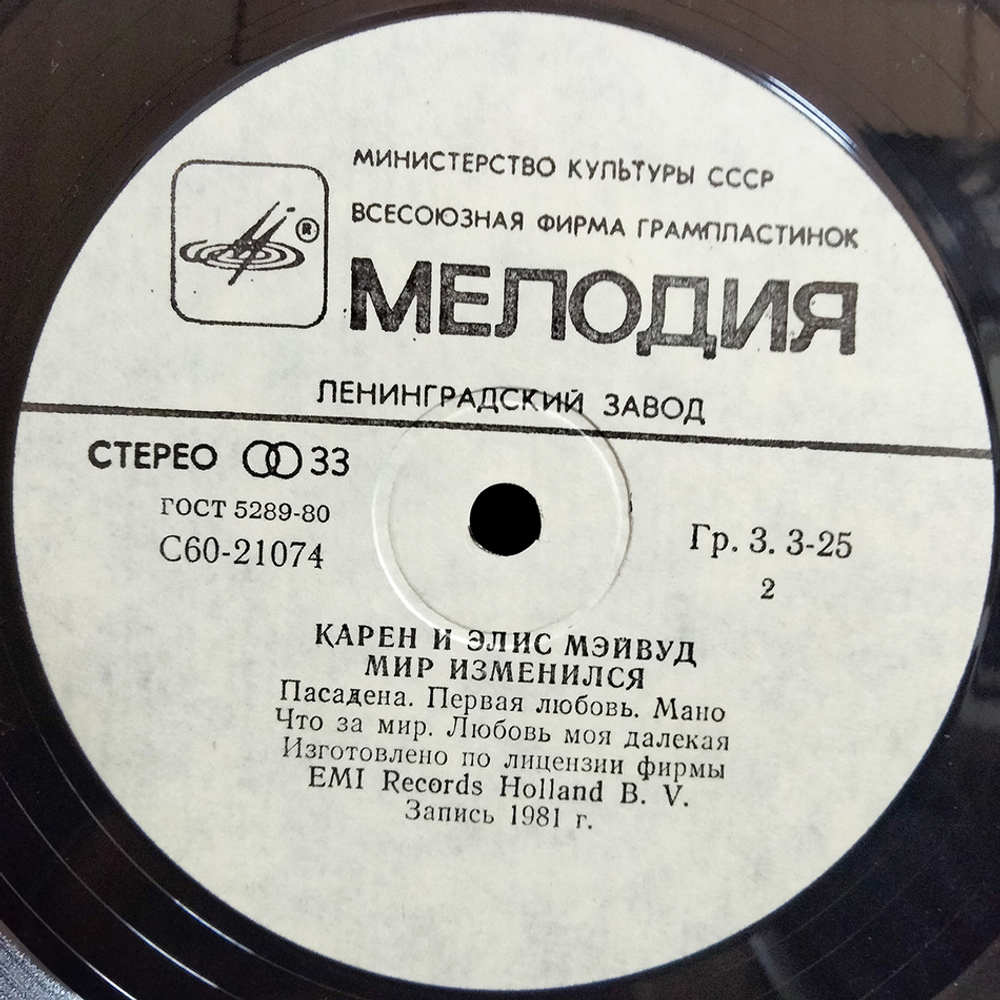 МИНИСТЕРСТВО КУЛЬТУРЫ СССР
ВСЕСОЮЗНАЯ ФИРМА ГРАМПЛАСТИНОК
®
МЕЛОДИЯ
ЛЕНИНГРАДСКИЙ ЗАВОД
СТЕРЕО 33
ГОСТ 5289-80
С60-21074
Гр. 3. 3-25
2
КАРЕН И ЭЛИС МЭЙВУД
МИР ИЗМЕНИЛСЯ
Пасадена. Первая любовь. Мано
Что за мир. Любовь моя далекая
Изготовлено по лицензии фирмы
EMI Records Holland B. V.
Запись 1981 г.